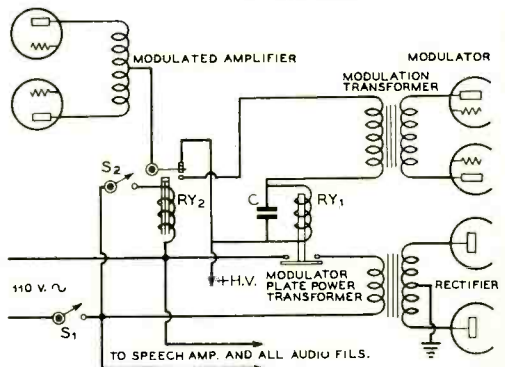 MODULATED AMPLIFIER
MODULATOR
MODULATION
TRANSFORMER
S2
RY2
C
RY1
+H.V.
MODULATOR
PLATE POWER
TRANSFORMER
RECTIFIER
110 V. ~
S1
TO SPEECH AMP. AND ALL AUDIO FILS.